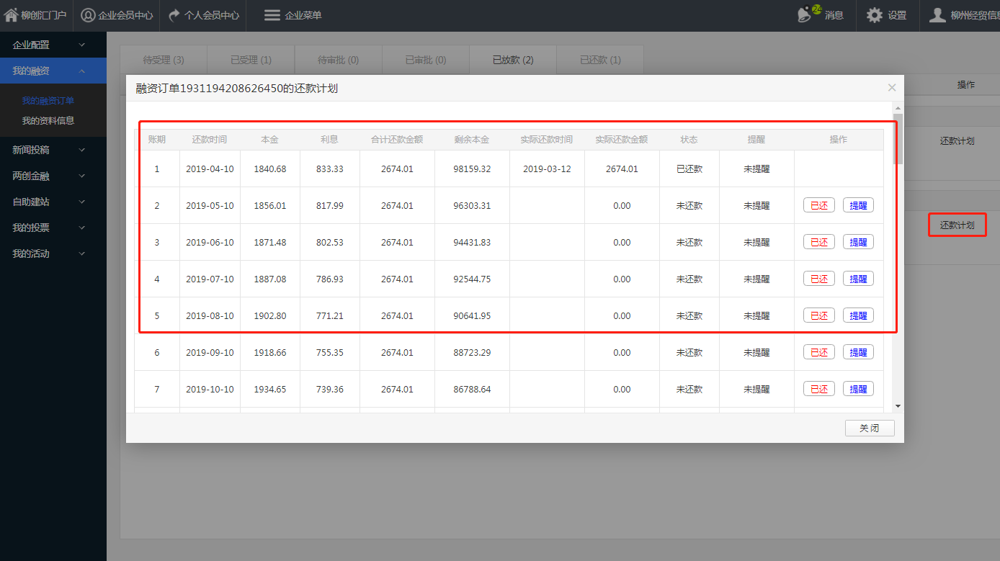 柳创汇门户 企业会员中心 个人会员中心 企业菜单 24 消息 设置 柳州经贸信息
企业配置
我的融资
我的融资订单
我的资料信息
新闻投稿
两创金融
自助建站
我的投票
我的活动
待受理 (3) 已受理 (1) 待审批 (0) 已审批 (0) 已放款 (2) 已还款 (1)
操作
还款计划
还款计划
融资订单1931194208626450的还款计划
账期 还款时间 本金 利息 合计还款金额 剩余本金 实际还款时间 实际还款金额 状态 提醒 操作
1 2019-04-10 1840.68 833.33 2674.01 98159.32 2019-03-12 2674.01 已还款 未提醒
2 2019-05-10 1856.01 817.99 2674.01 96303.31 0.00 未还款 未提醒 已还 提醒
3 2019-06-10 1871.48 802.53 2674.01 94431.83 0.00 未还款 未提醒 已还 提醒
4 2019-07-10 1887.08 786.93 2674.01 92544.75 0.00 未还款 未提醒 已还 提醒
5 2019-08-10 1902.80 771.21 2674.01 90641.95 0.00 未还款 未提醒 已还 提醒
6 2019-09-10 1918.66 755.35 2674.01 88723.29 0.00 未还款 未提醒 已还 提醒
7 2019-10-10 1934.65 739.36 2674.01 86788.64 0.00 未还款 未提醒 已还 提醒
关 闭